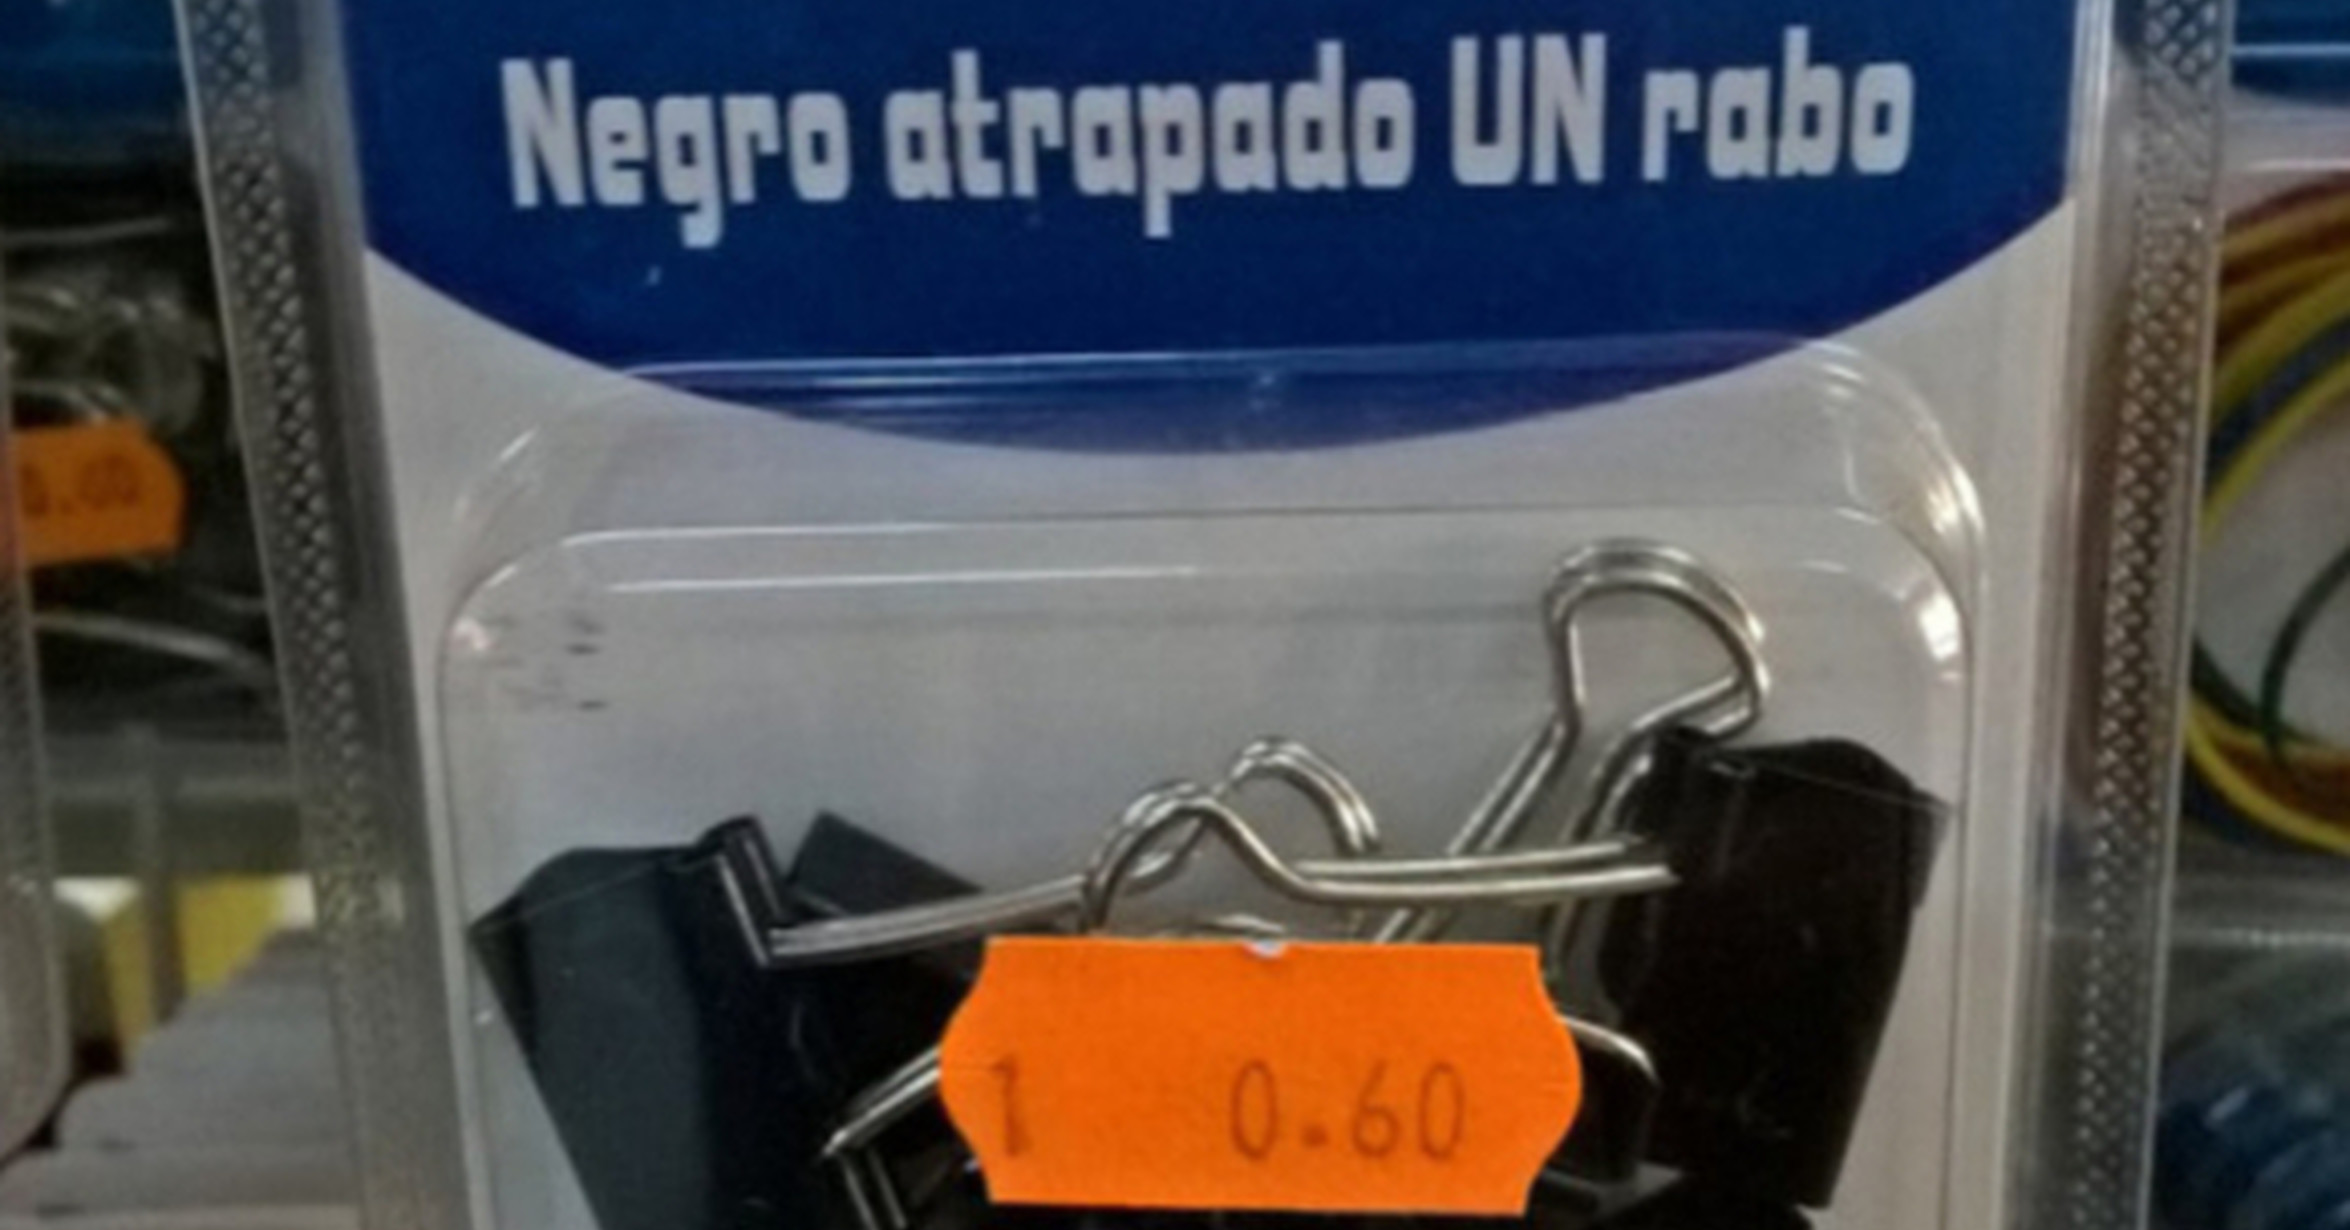 Negro atrapado UN rabo
1 0.60